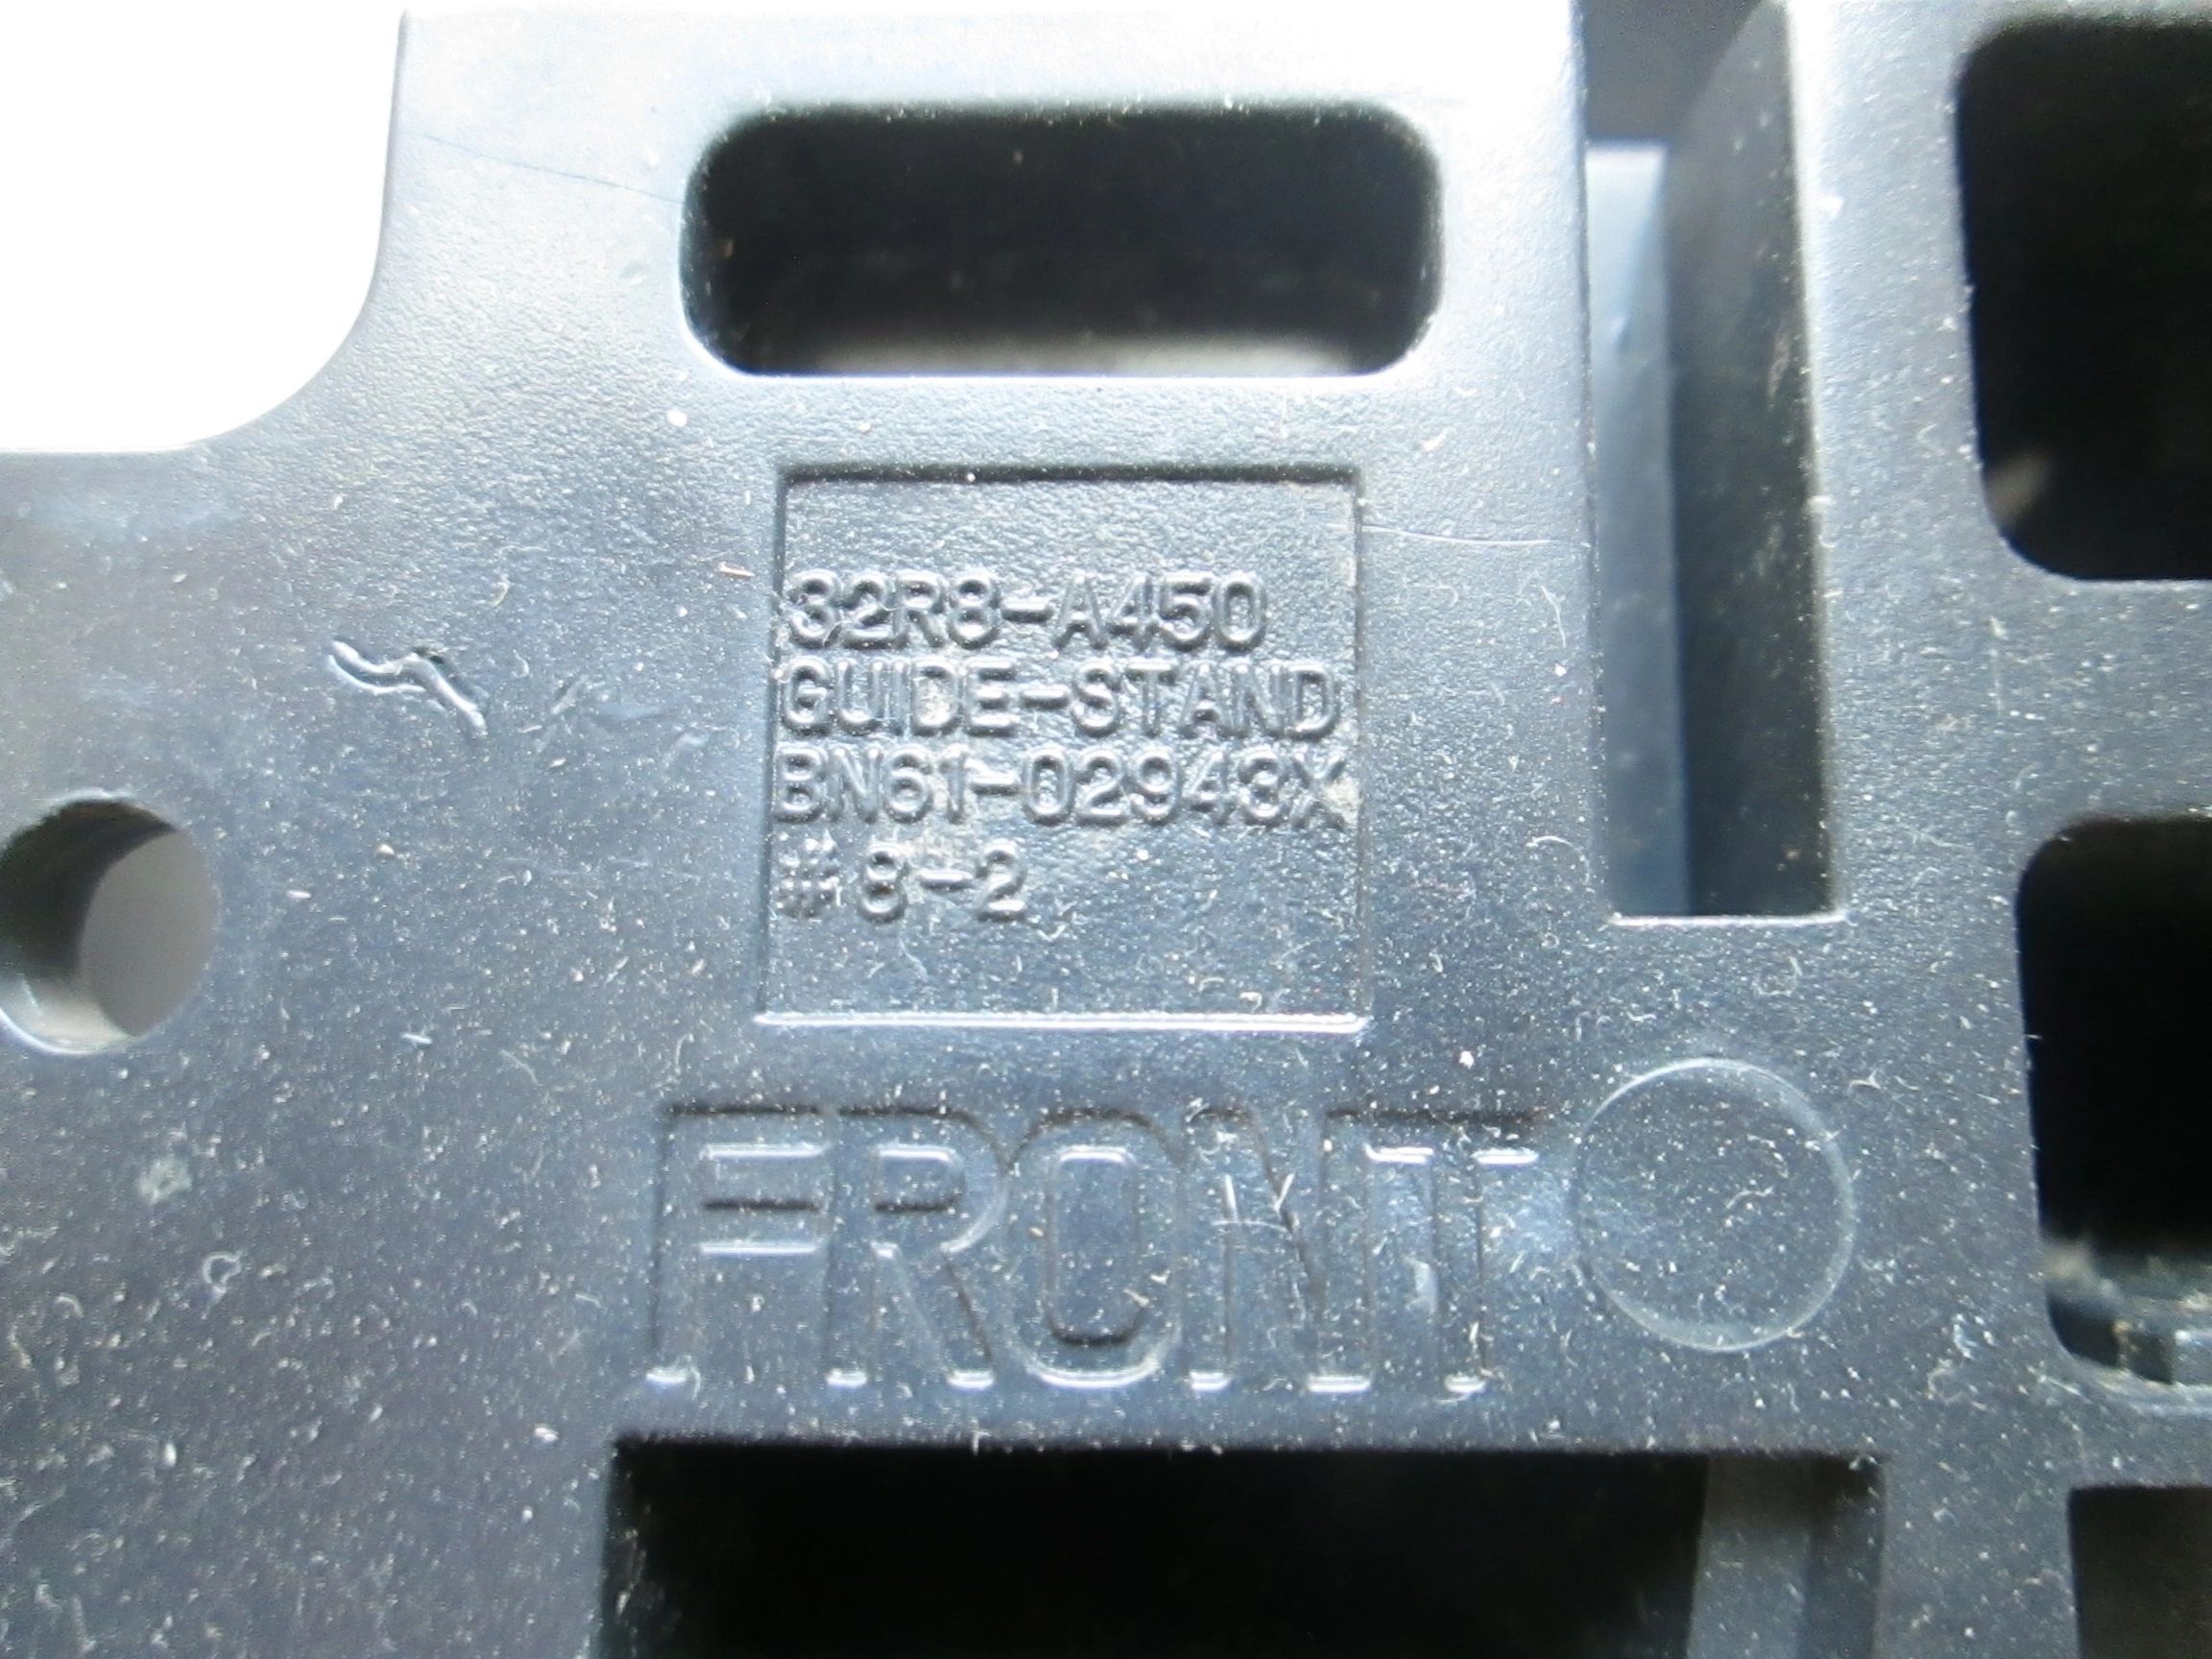 32R8-A450
GUIDE-STAND
BN61-02943X
# 8-2
FRONT